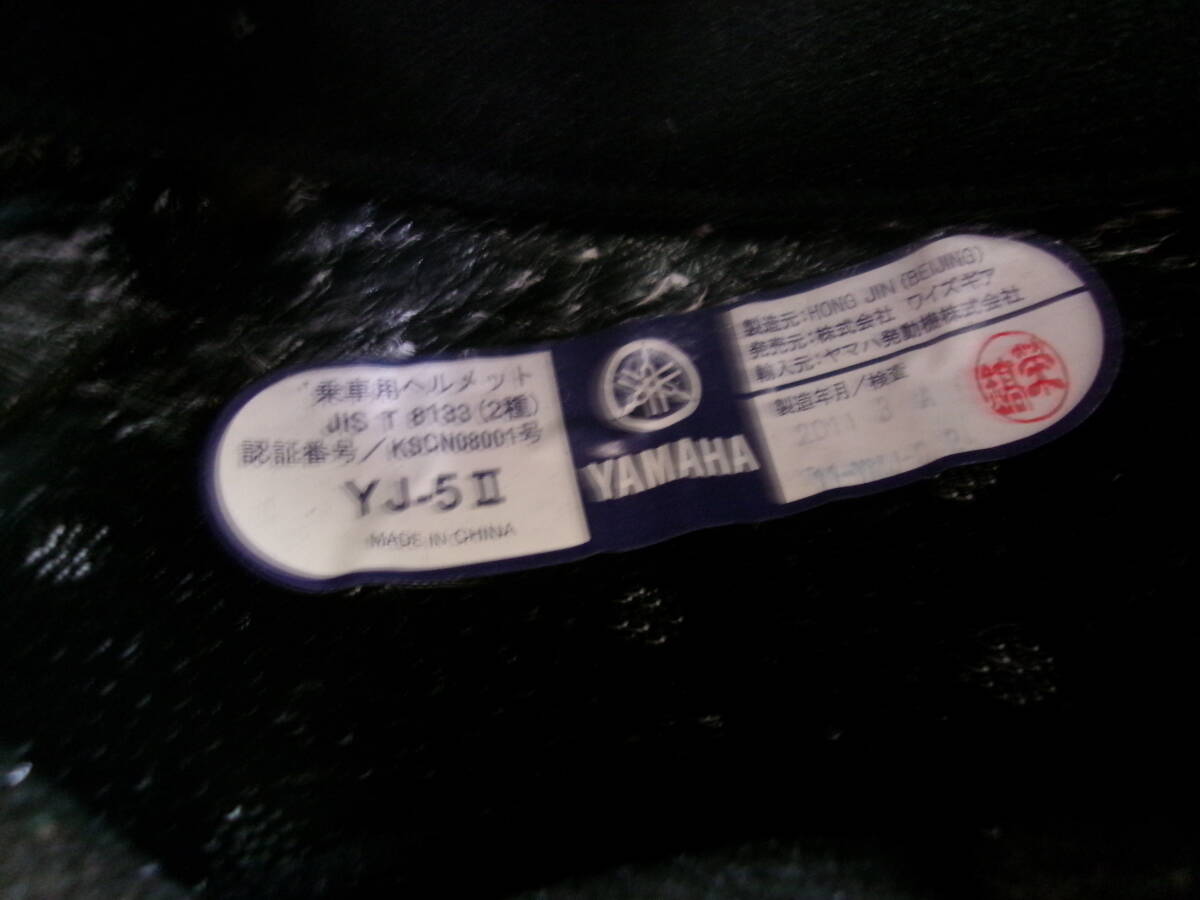 乗車用ヘルメット
JIS T 8133(2種)
認証番号/KSCN08001号
YJ-5Ⅱ
MADE IN CHINA
YAMAHA
製造元:HONG JIN (BEIJING)
発売元:株式会社 ワイズギア
輸入元:ヤマハ発動機株式会社
製造年月/検査
2011 3